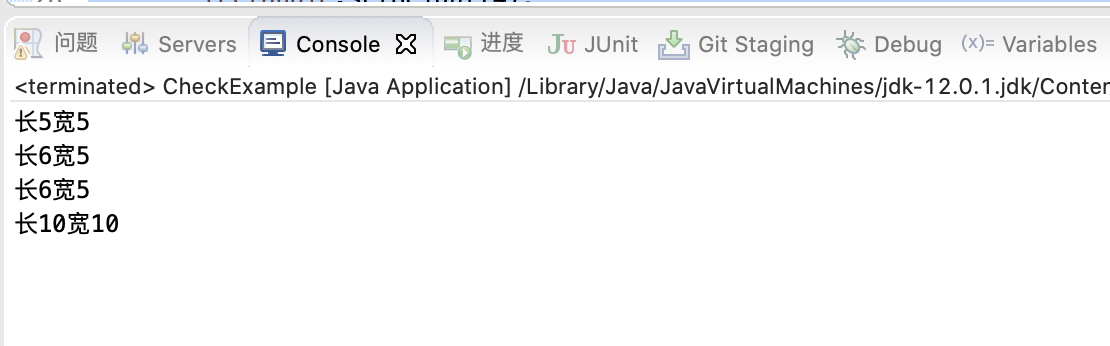 问题 Servers Console 进度 JUnit Git Staging Debug (x)= Variables
<terminated> CheckExample [Java Application] /Library/Java/JavaVirtualMachines/jdk-12.0.1.jdk/Conter
长5宽5
长6宽5
长6宽5
长10宽10